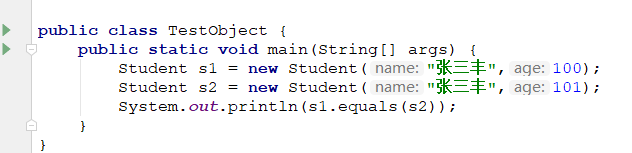 public class TestObject {
public static void main(String[] args) {
Student s1 = new Student( name: "张三丰", age: 100);
Student s2 = new Student( name: "张三丰", age: 101);
System.out.println(s1.equals(s2));
}
}